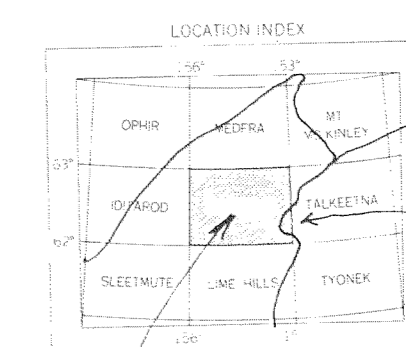 LOCATION INDEX
156° 153°
OPHIR MEDFRA MT
McKINLEY
63°
IDITAROD TALKEETNA
62°
SLEETMUTE LIME HILLS TYONEK
156°